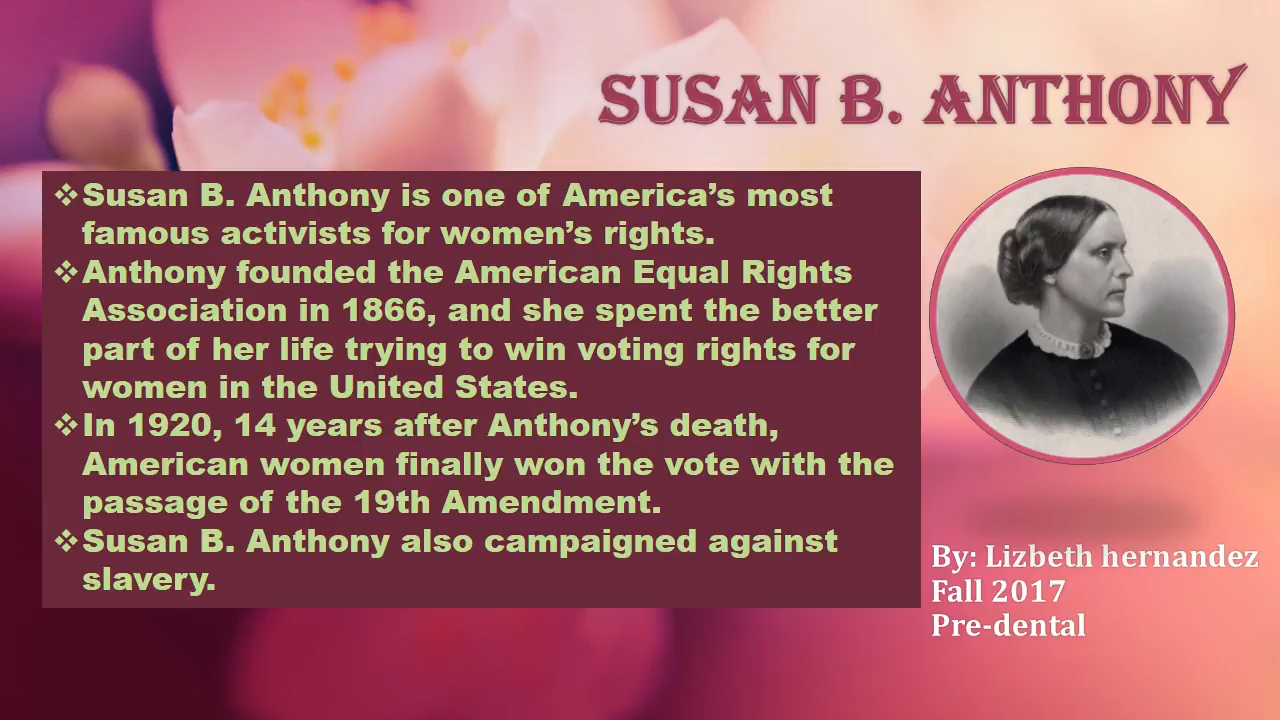 SUSAN B. ANTHONY
❖Susan B. Anthony is one of America’s most
famous activists for women’s rights.
❖Anthony founded the American Equal Rights
Association in 1866, and she spent the better
part of her life trying to win voting rights for
women in the United States.
❖In 1920, 14 years after Anthony’s death,
American women finally won the vote with the
passage of the 19th Amendment.
❖Susan B. Anthony also campaigned against
slavery.
By: Lizbeth hernandez
Fall 2017
Pre-dental